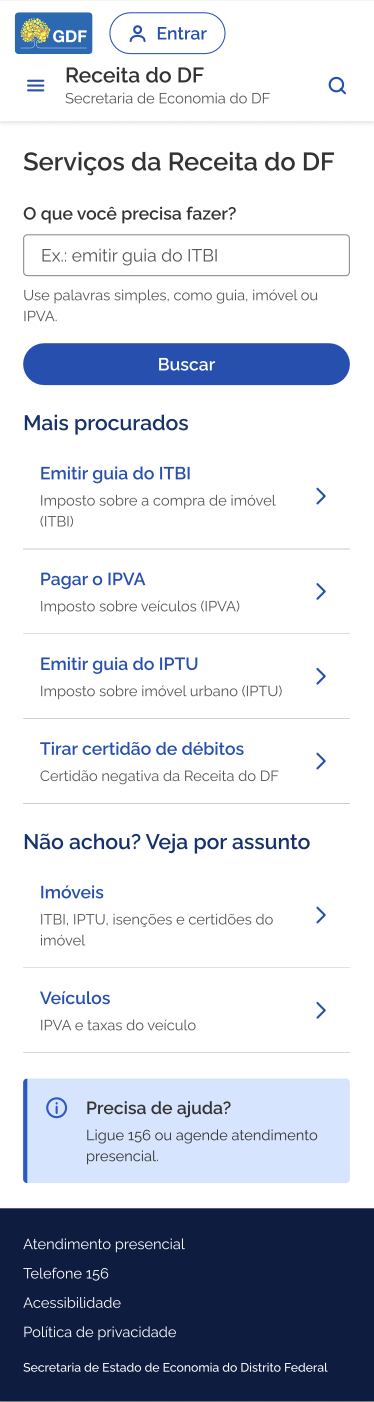 GDF
Entrar
Receita do DF
Secretaria de Economia do DF
Serviços da Receita do DF
O que você precisa fazer?
Ex.: emitir guia do ITBI
Use palavras simples, como guia, imóvel ou
IPVA.
Buscar
Mais procurados
Emitir guia do ITBI
Imposto sobre a compra de imóvel
(ITBI)
Pagar o IPVA
Imposto sobre veículos (IPVA)
Emitir guia do IPTU
Imposto sobre imóvel urbano (IPTU)
Tirar certidão de débitos
Certidão negativa da Receita do DF
Não achou? Veja por assunto
Imóveis
ITBI, IPTU, isenções e certidões do
imóvel
Veículos
IPVA e taxas do veículo
Precisa de ajuda?
Ligue 156 ou agende atendimento
presencial.
Atendimento presencial
Telefone 156
Acessibilidade
Política de privacidade
Secretaria de Estado de Economia do Distrito Federal